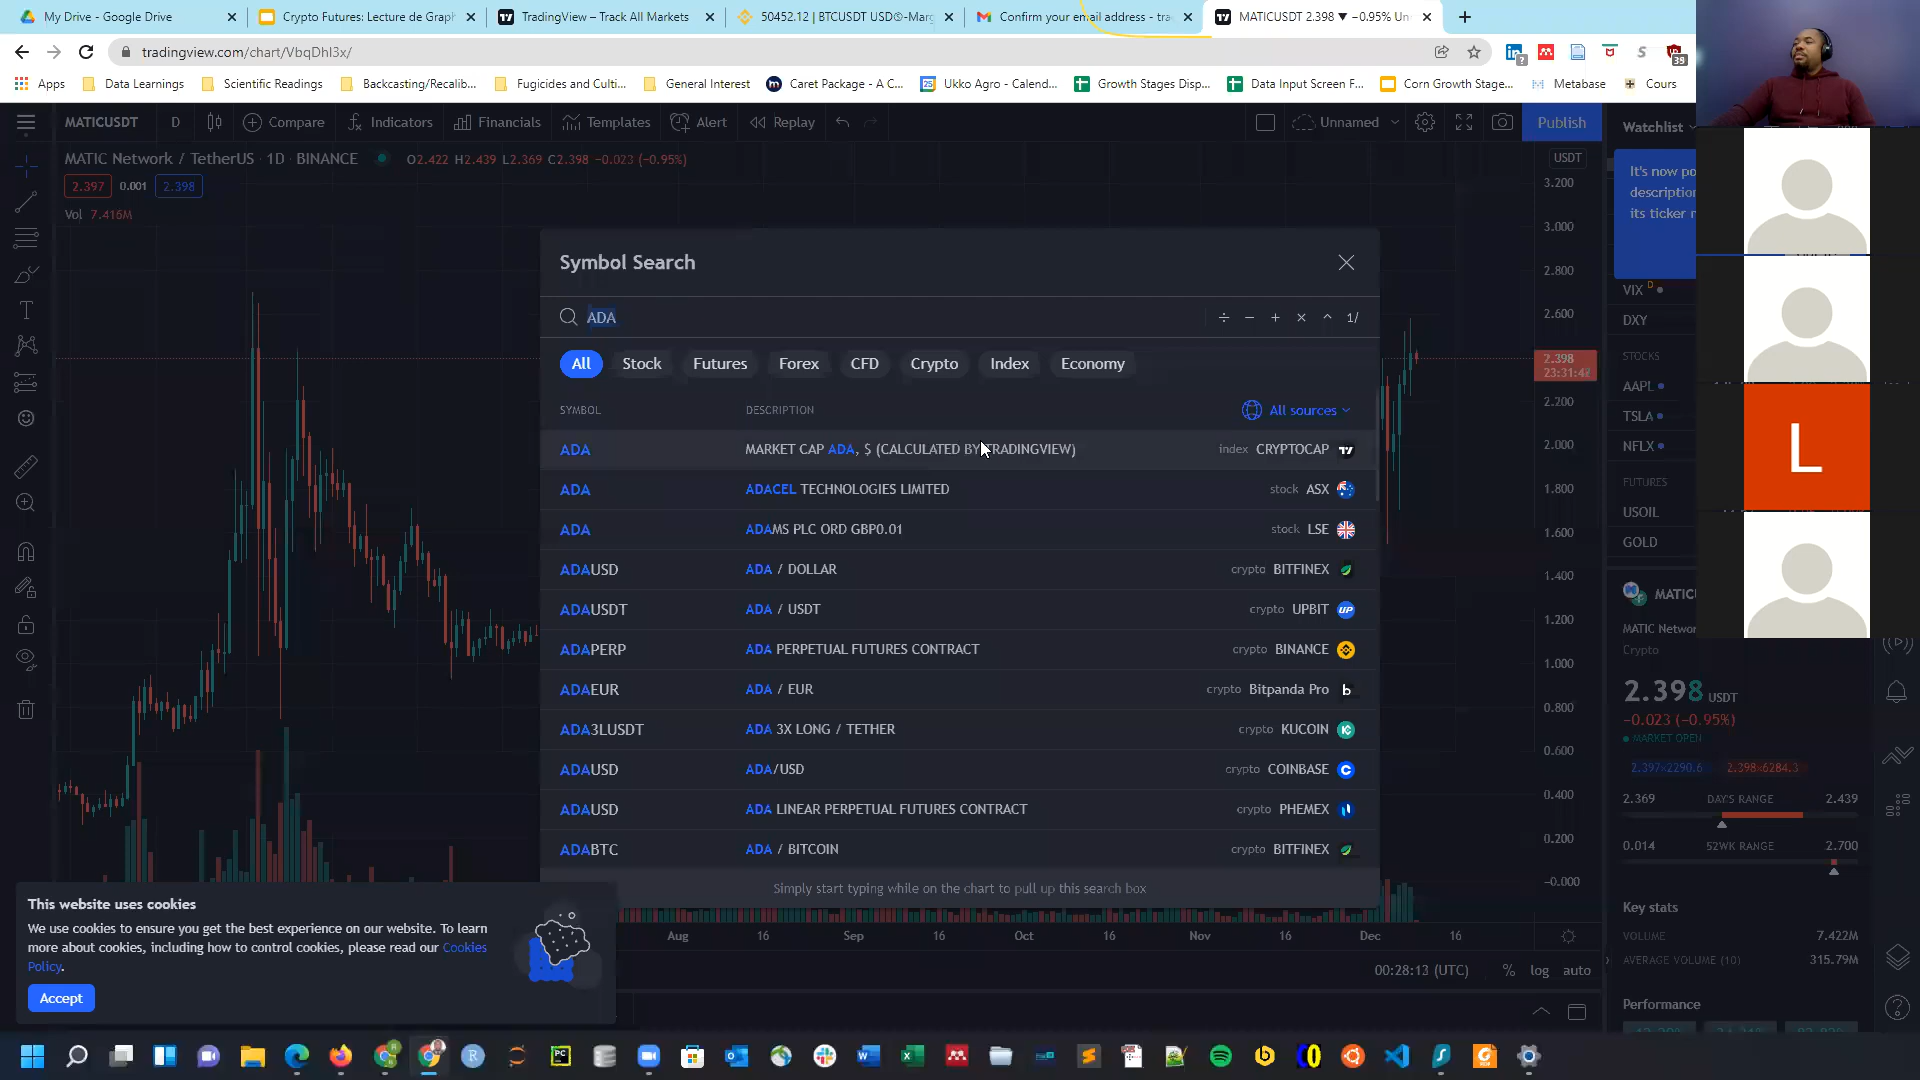 My Drive - Google Drive
Crypto Futures: Lecture de Graph
TradingView – Track All Markets
50452.12 | BTCUSDT USD®-Marg
Confirm your email address - tra
MATICUSDT 2.398 ▼ −0.95% Un
tradingview.com/chart/VbqDhl3x/
Apps
Data Learnings
Scientific Readings
Backcasting/Recalib...
Fugicides and Culti...
General Interest
Caret Package - A C...
Ukko Agro - Calend...
Growth Stages Disp...
Data Input Screen F...
Corn Growth Stage...
Metabase
Cours
MATICUSDT
D
Compare
Indicators
Financials
Templates
Alert
Replay
Unnamed
Publish
Watchlist
MATIC Network / TetherUS · 1D · BINANCE
O2.422 H2.439 L2.369 C2.398 −0.023 (−0.95%)
2.397
0.001
2.398
Vol 7.416M
USDT
3.200
3.000
2.800
2.600
2.398
23:31:42
2.200
2.000
1.800
1.600
1.400
1.200
1.000
0.800
0.600
0.400
0.200
−0.000
Symbol Search
ADA
÷ − + × ^ 1/
All
Stock
Futures
Forex
CFD
Crypto
Index
Economy
SYMBOL
DESCRIPTION
All sources
ADA MARKET CAP ADA, $ (CALCULATED BY TRADINGVIEW) index CRYPTOCAP
ADA ADACEL TECHNOLOGIES LIMITED stock ASX
ADA ADAMS PLC ORD GBP0.01 stock LSE
ADAUSD ADA / DOLLAR crypto BITFINEX
ADAUSDT ADA / USDT crypto UPBIT
ADAPERP ADA PERPETUAL FUTURES CONTRACT crypto BINANCE
ADAEUR ADA / EUR crypto Bitpanda Pro
ADA3LUSDT ADA 3X LONG / TETHER crypto KUCOIN
ADAUSD ADA/USD crypto COINBASE
ADAUSD ADA LINEAR PERPETUAL FUTURES CONTRACT crypto PHEMEX
ADABTC ADA / BITCOIN crypto BITFINEX
Simply start typing while on the chart to pull up this search box
This website uses cookies
We use cookies to ensure you get the best experience on our website. To learn
more about cookies, including how to control cookies, please read our Cookies
Policy.
Accept
Aug
16
Sep
16
Oct
16
Nov
16
Dec
16
00:28:13 (UTC)
%
log
auto
It's now po
description
its ticker n
VIX D
DXY
STOCKS
AAPL
TSLA
NFLX
FUTURES
USOIL
GOLD
L
MATICU
MATIC Networ
Crypto
2.398 USDT
−0.023 (−0.95%)
MARKET OPEN
2.397×2290.6
2.398×6284.3
2.369
DAY'S RANGE
2.439
0.014
52WK RANGE
2.700
Key stats
VOLUME
7.422M
AVERAGE VOLUME (10)
315.79M
Performance